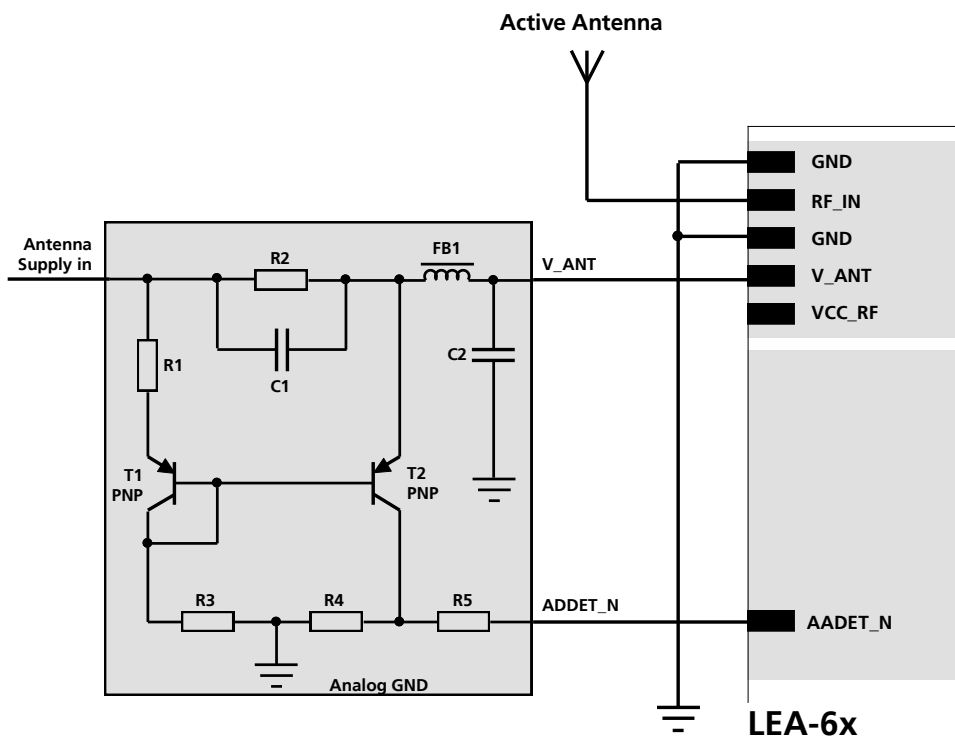 Active Antenna
GND
RF_IN
GND
V_ANT
VCC_RF
Antenna
Supply in
R2
FB1
V_ANT
R1
C1
C2
T1
PNP
T2
PNP
R3
R4
R5
ADDET_N
AADET_N
Analog GND
LEA-6x